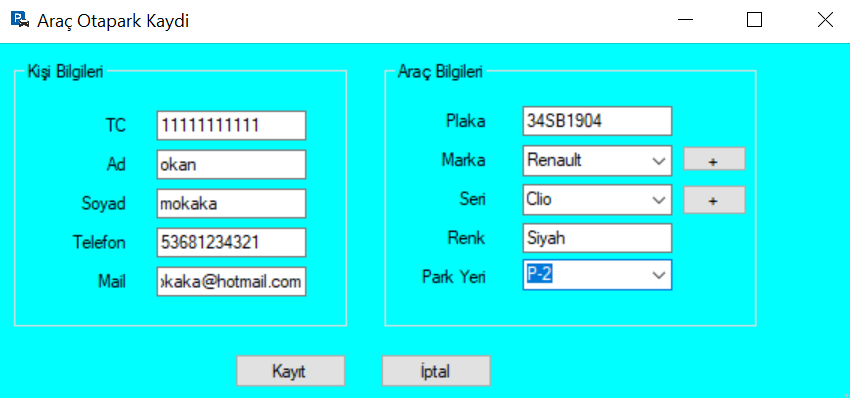 Araç Otapark Kaydi
Kişi Bilgileri
TC 11111111111
Ad okan
Soyad mokaka
Telefon 53681234321
Mail okaka@hotmail.com
Araç Bilgileri
Plaka 34SB1904
Marka Renault +
Seri Clio +
Renk Siyah
Park Yeri P-2
Kayıt İptal